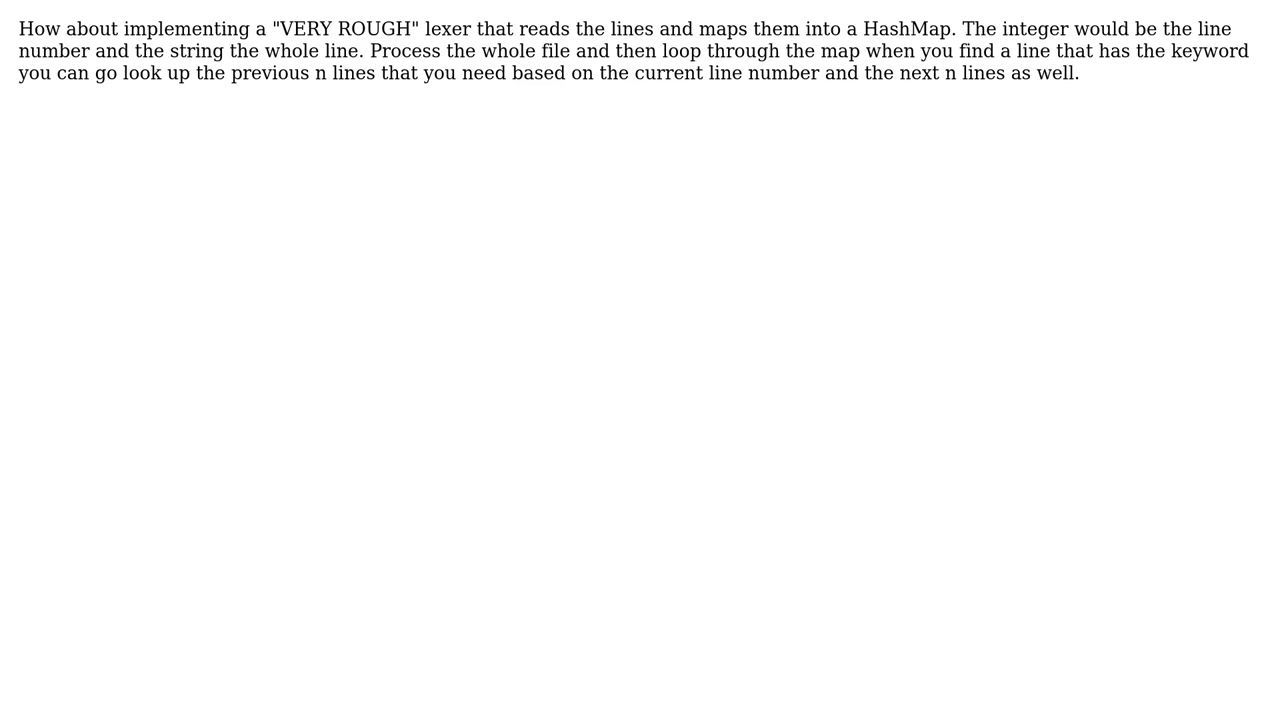 How about implementing a "VERY ROUGH" lexer that reads the lines and maps them into a HashMap. The integer would be the line
number and the string the whole line. Process the whole file and then loop through the map when you find a line that has the keyword
you can go look up the previous n lines that you need based on the current line number and the next n lines as well.